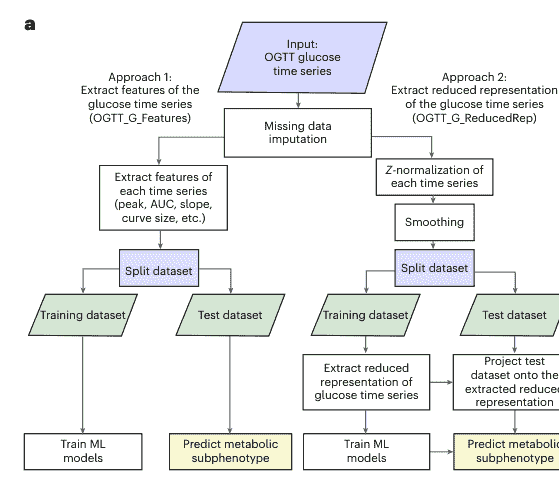 a
Input:
OGTT glucose
time series
Approach 1:
Extract features of the
glucose time series
(OGTT_G_Features)
Approach 2:
Extract reduced representation
of the glucose time series
(OGTT_G_ReducedRep)
Missing data
imputation
Extract features of
each time series
(peak, AUC, slope,
curve size, etc.)
Z-normalization of
each time series
Smoothing
Split dataset
Split dataset
Training dataset
Test dataset
Training dataset
Test dataset
Extract reduced
representation of
glucose time series
Project test
dataset onto the
extracted reduced
representation
Train ML
models
Predict metabolic
subphenotype
Train ML
models
Predict metabolic
subphenotype